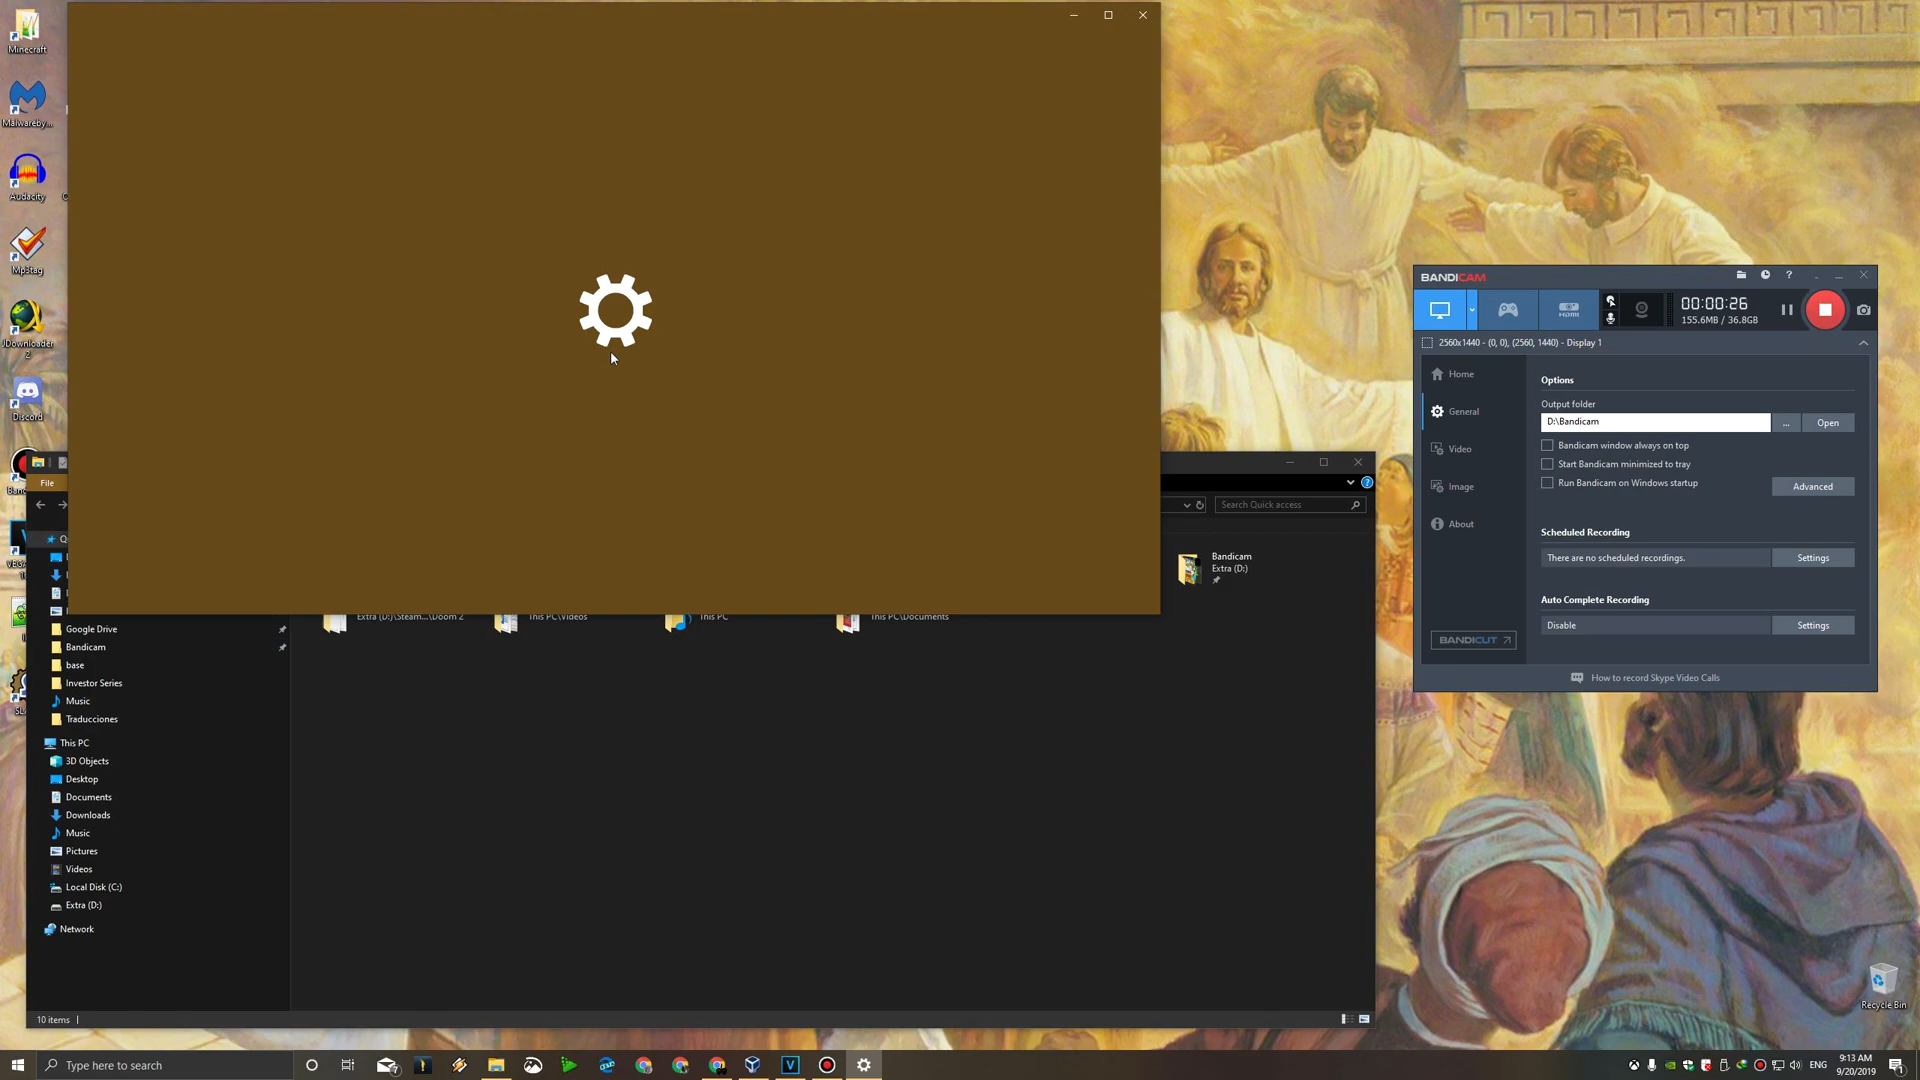 Minecraft
Malwareby...
Audacity
Mp3tag
JDownloader
2
Discord
File
Search Quick access
Bandicam
Extra (D:)
Extra (D:)\Steam...\Doom 2
This PC\Videos
This PC
This PC\Documents
Google Drive
Bandicam
base
Investor Series
Music
Traducciones
This PC
3D Objects
Desktop
Documents
Downloads
Music
Pictures
Videos
Local Disk (C:)
Extra (D:)
Network
10 items
BANDICAM
HDMI
00:00:26
155.6MB / 36.8GB
2560x1440 - (0, 0), (2560, 1440) - Display 1
Home
General
Video
Image
About
BANDICUT
Options
Output folder
D:\Bandicam
...
Open
Bandicam window always on top
Start Bandicam minimized to tray
Run Bandicam on Windows startup
Advanced
Scheduled Recording
There are no scheduled recordings.
Settings
Auto Complete Recording
Disable
Settings
How to record Skype Video Calls
Recycle Bin
Type here to search
ENG
9:13 AM
9/20/2019